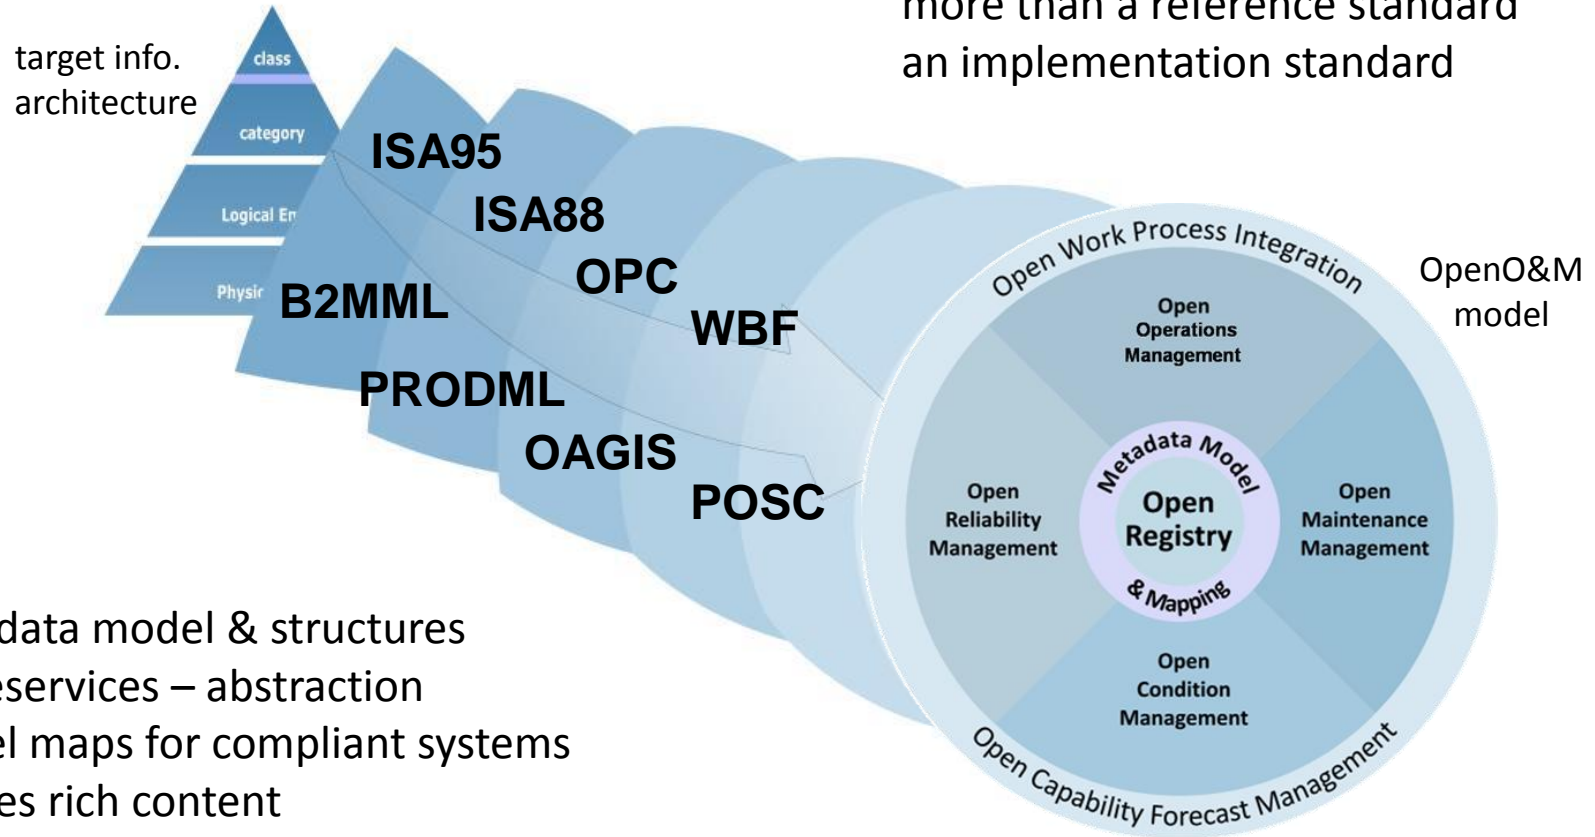 more than a reference standard
an implementation standard
target info.
architecture
class
category
Logical En
Physic
ISA95
ISA88
OPC
WBF
B2MML
PRODML
OAGIS
POSC
OpenO&M
model
Open Work Process Integration
Open
Operations
Management
Open
Reliability
Management
Metadata Model
Open
Registry
& Mapping
Open
Maintenance
Management
Open
Condition
Management
Open Capability Forecast Management
data model & structures
eservices – abstraction
el maps for compliant systems
es rich content